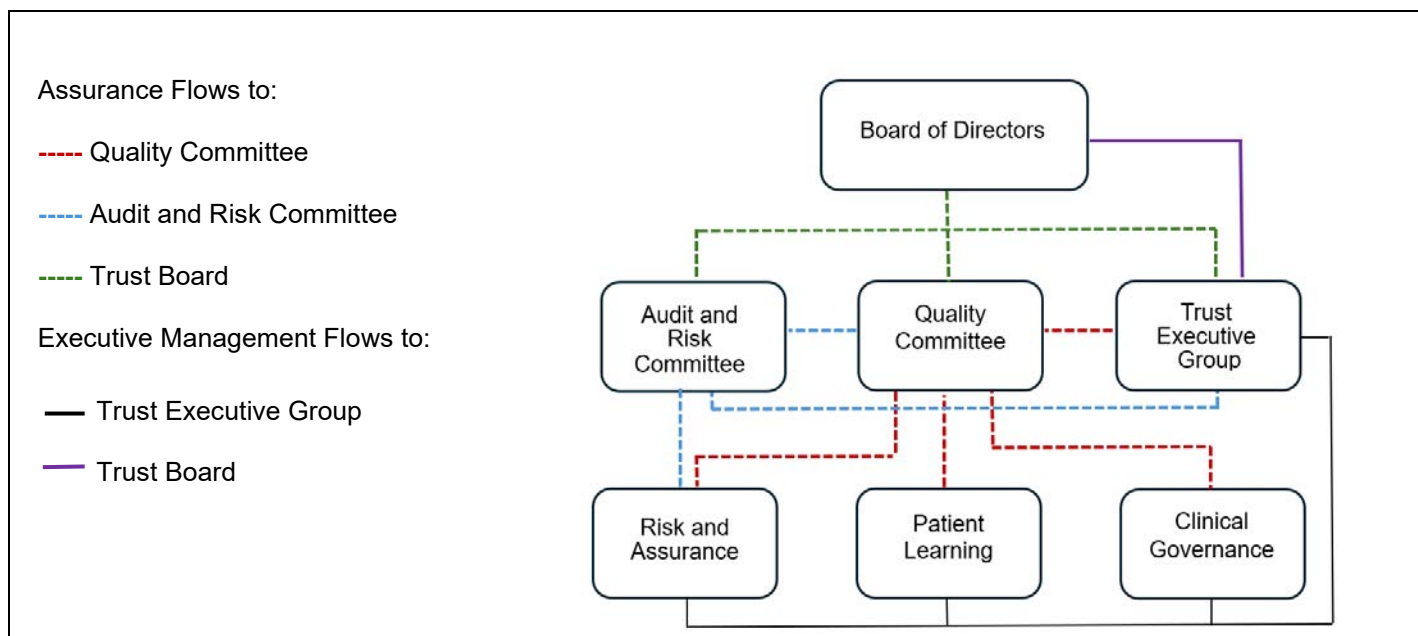 Assurance Flows to:
----- Quality Committee
----- Audit and Risk Committee
----- Trust Board
Executive Management Flows to:
Trust Executive Group
Trust Board
Board of Directors
Audit and
Risk
Committee
Quality
Committee
Trust
Executive
Group
Risk and
Assurance
Patient
Learning
Clinical
Governance